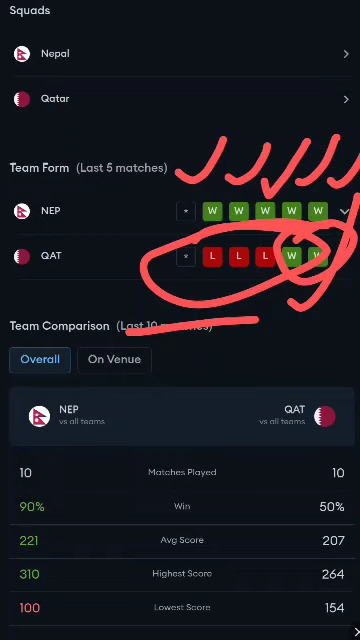 Squads
Nepal
Qatar
Team Form (Last 5 matches)
NEP * W W W W W
QAT * L L L W W
Team Comparison (Last 10 matches)
Overall On Venue
NEP QAT
vs all teams vs all teams
10 Matches Played 10
90% Win 50%
221 Avg Score 207
310 Highest Score 264
100 Lowest Score 154